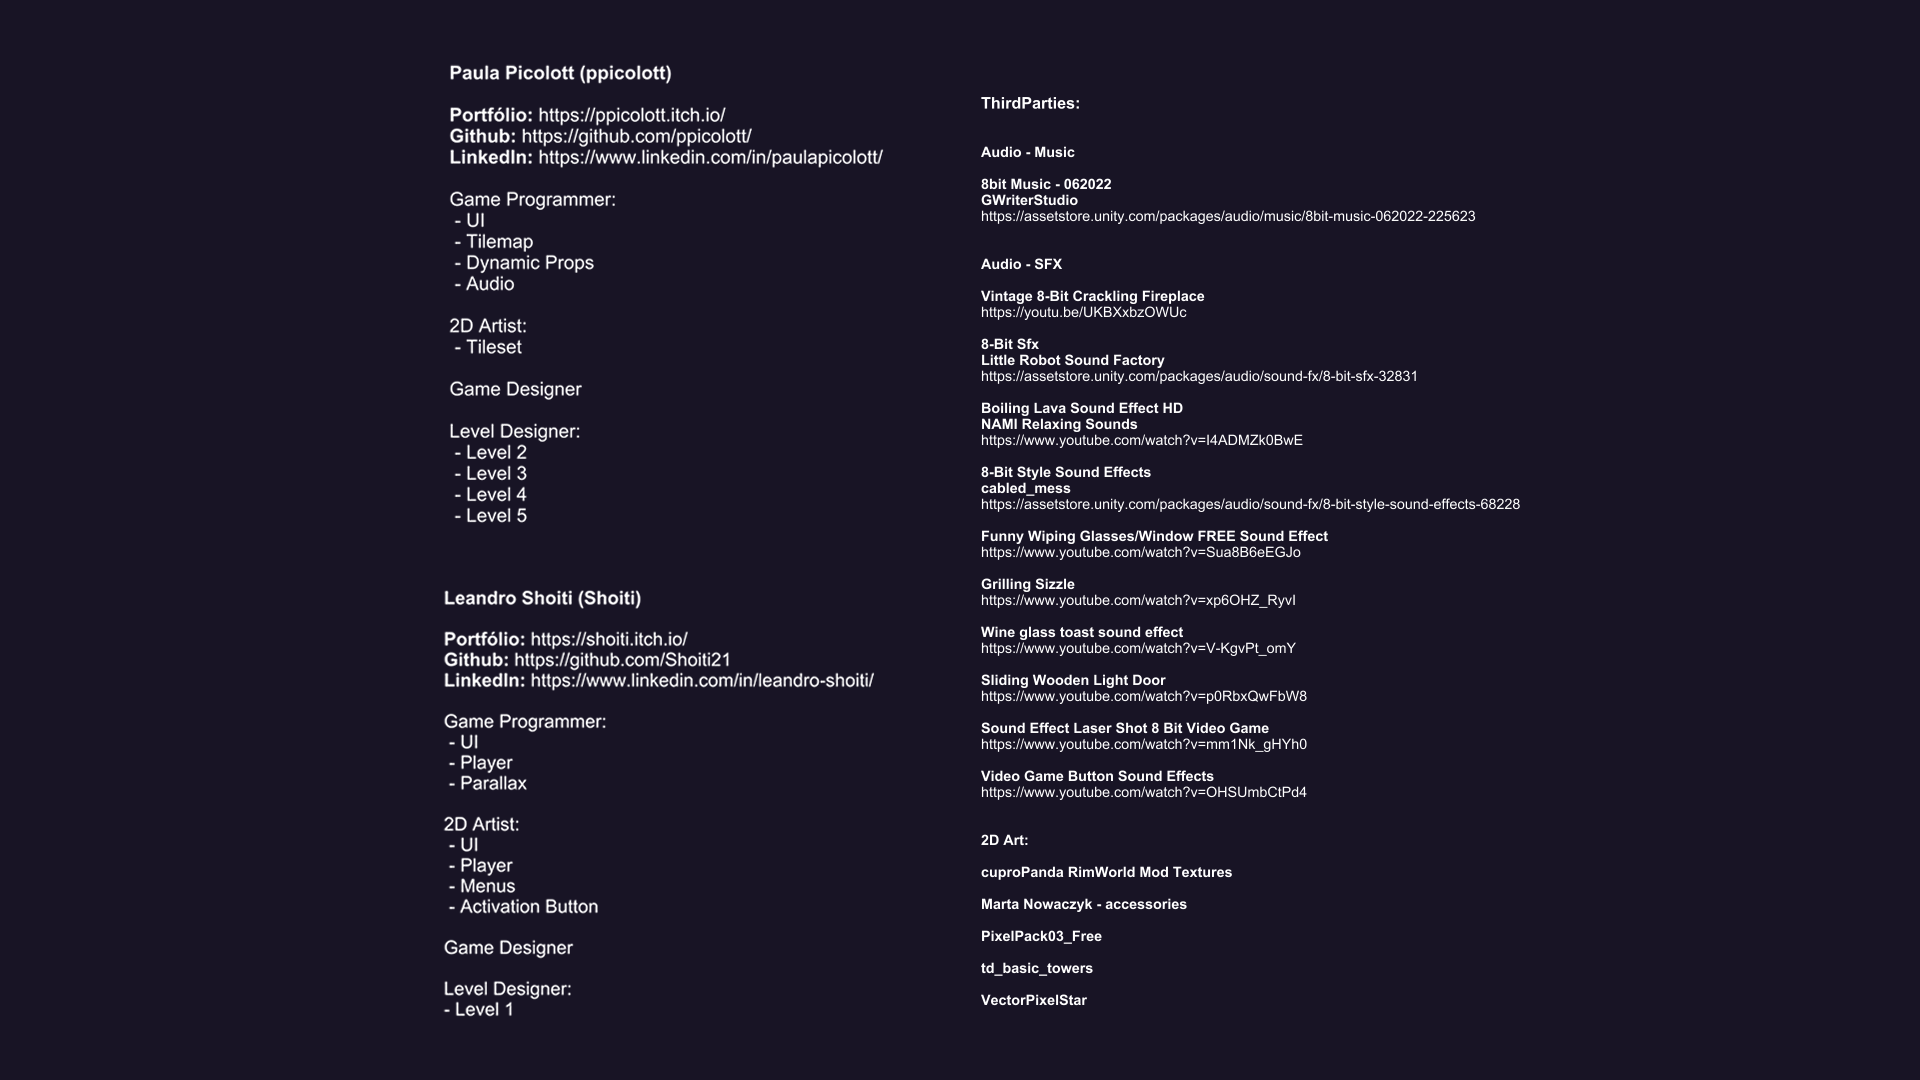 Paula Picolott (ppicolott)
Portfólio: https://ppicolott.itch.io/
Github: https://github.com/ppicolott/
LinkedIn: https://www.linkedin.com/in/paulapicolott/
Game Programmer:
- UI
- Tilemap
- Dynamic Props
- Audio
2D Artist:
- Tileset
Game Designer
Level Designer:
- Level 2
- Level 3
- Level 4
- Level 5
Leandro Shoiti (Shoiti)
Portfólio: https://shoiti.itch.io/
Github: https://github.com/Shoiti21
LinkedIn: https://www.linkedin.com/in/leandro-shoiti/
Game Programmer:
- UI
- Player
- Parallax
2D Artist:
- UI
- Player
- Menus
- Activation Button
Game Designer
Level Designer:
- Level 1
ThirdParties:
Audio - Music
8bit Music - 062022
GWriterStudio
https://assetstore.unity.com/packages/audio/music/8bit-music-062022-225623
Audio - SFX
Vintage 8-Bit Crackling Fireplace
https://youtu.be/UKBXxbzOWUc
8-Bit Sfx
Little Robot Sound Factory
https://assetstore.unity.com/packages/audio/sound-fx/8-bit-sfx-32831
Boiling Lava Sound Effect HD
NAMI Relaxing Sounds
https://www.youtube.com/watch?v=I4ADMZk0BwE
8-Bit Style Sound Effects
cabled_mess
https://assetstore.unity.com/packages/audio/sound-fx/8-bit-style-sound-effects-68228
Funny Wiping Glasses/Window FREE Sound Effect
https://www.youtube.com/watch?v=Sua8B6eEGJo
Grilling Sizzle
https://www.youtube.com/watch?v=xp6OHZ_RyvI
Wine glass toast sound effect
https://www.youtube.com/watch?v=V-KgvPt_omY
Sliding Wooden Light Door
https://www.youtube.com/watch?v=p0RbxQwFbW8
Sound Effect Laser Shot 8 Bit Video Game
https://www.youtube.com/watch?v=mm1Nk_gHYh0
Video Game Button Sound Effects
https://www.youtube.com/watch?v=OHSUmbCtPd4
2D Art:
cuproPanda RimWorld Mod Textures
Marta Nowaczyk - accessories
PixelPack03_Free
td_basic_towers
VectorPixelStar